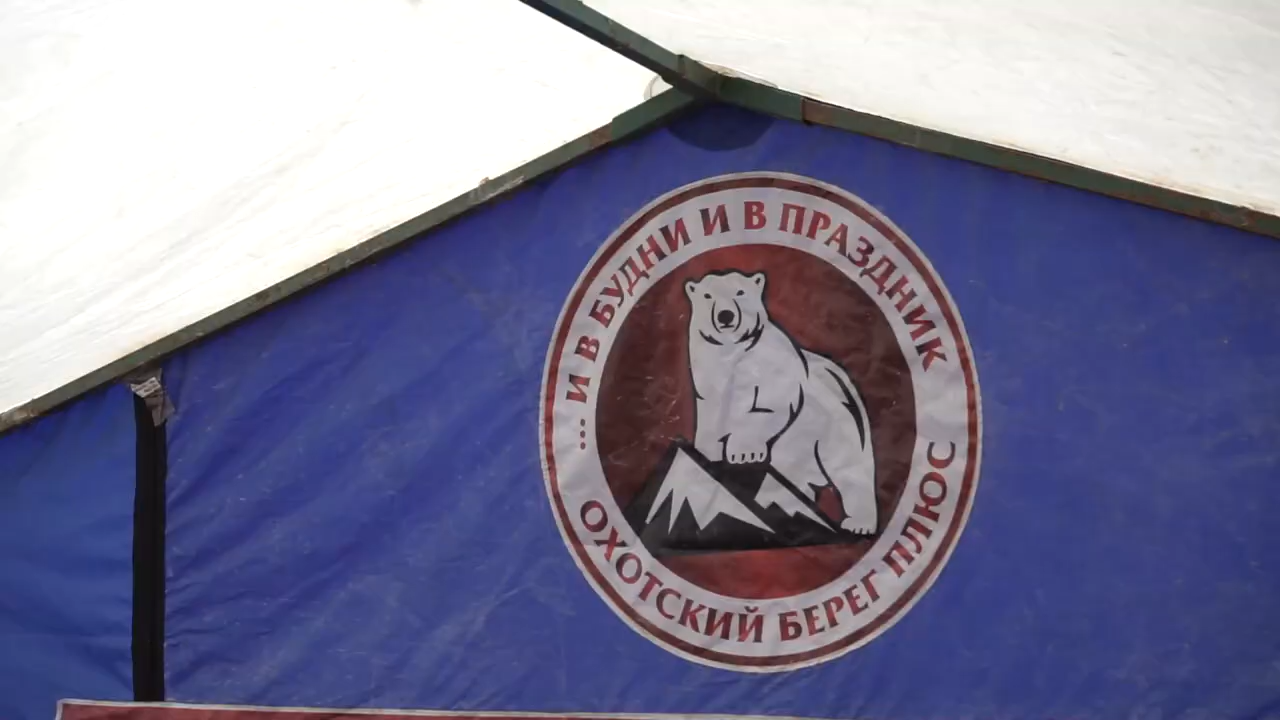 ... И В БУДНИ И В ПРАЗДНИК
ОХОТСКИЙ БЕРЕГ ПЛЮС